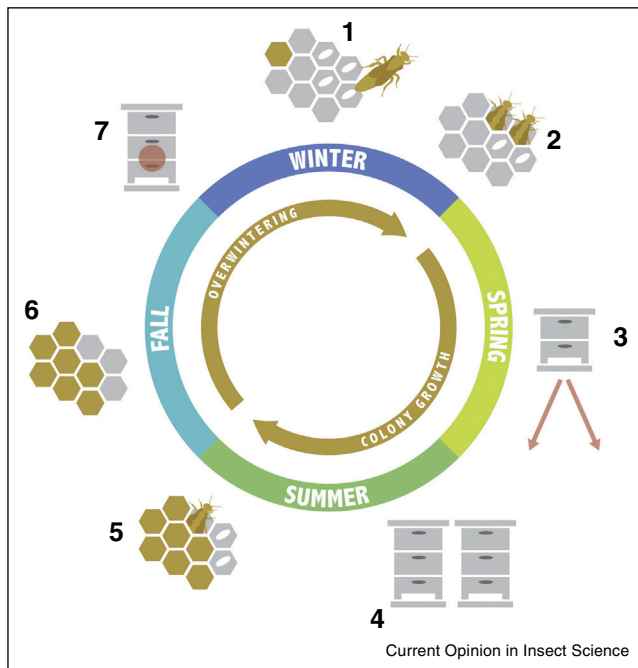 1
2
7
WINTER
OVERWINTERING
6
FALL
SPRING
3
COLONY GROWTH
SUMMER
5
4
Current Opinion in Insect Science